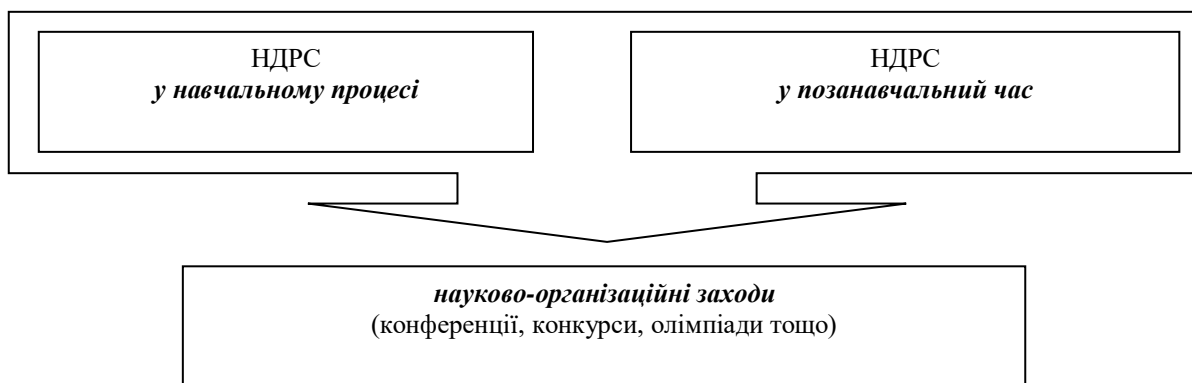 НДРС
у навчальному процесі
НДРС
у позанавчальний час
науково-організаційні заходи
(конференції, конкурси, олімпіади тощо)